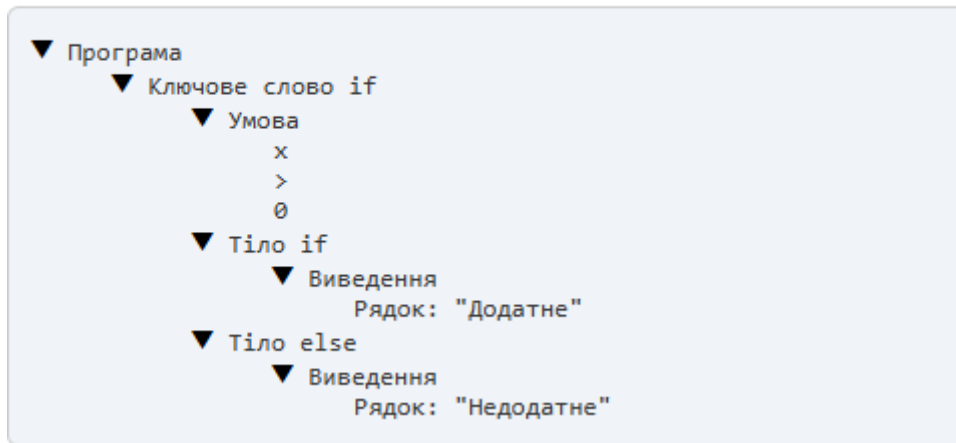 Програма
Ключове слово if
Умова
x
>
0
Тіло if
Виведення
Рядок: "Додатне"
Тіло else
Виведення
Рядок: "Недодатне"